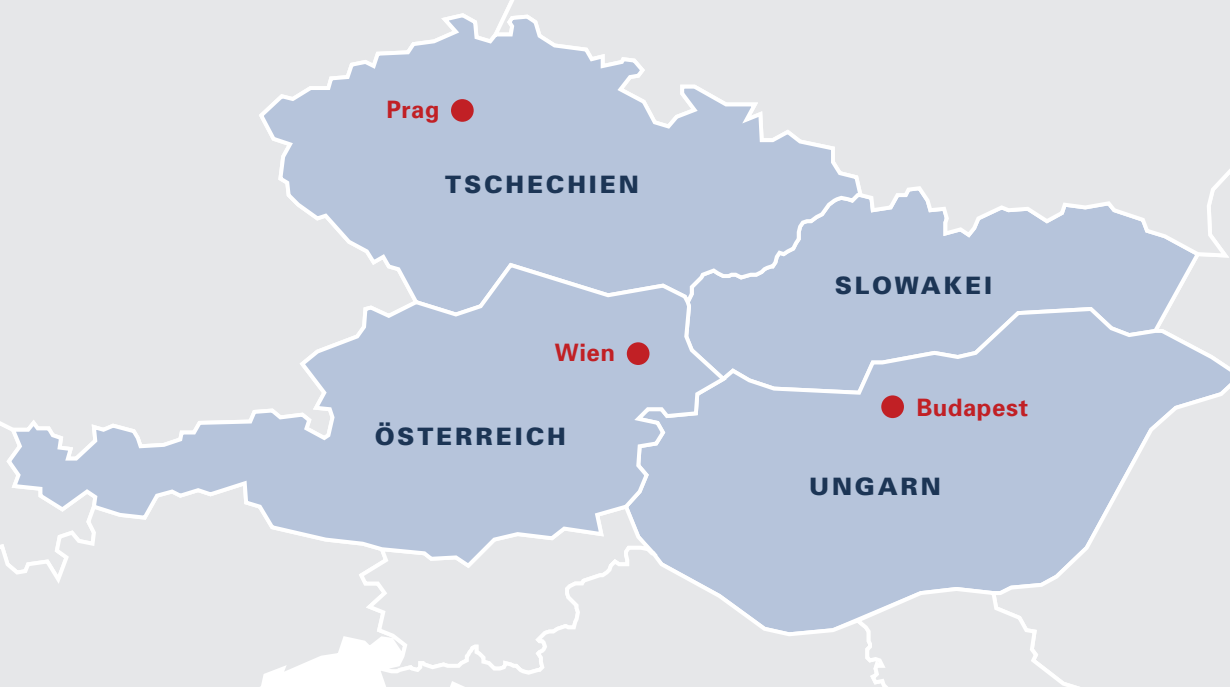 Prag
TSCHECHIEN
SLOWAKEI
Wien
Budapest
ÖSTERREICH
UNGARN